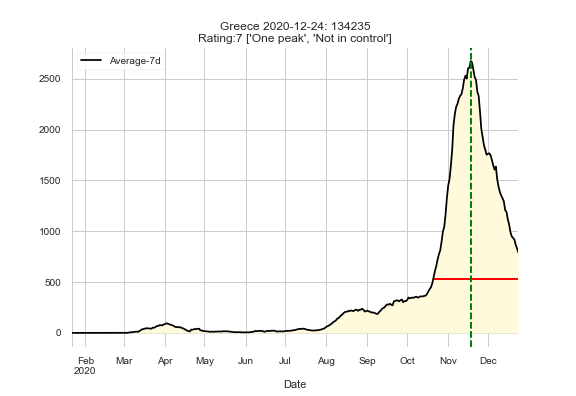 Greece 2020-12-24: 134235
Rating:7 ['One peak', 'Not in control']
Average-7d
2500
2000
1500
1000
500
0
Feb Mar Apr May Jun Jul Aug Sep Oct Nov Dec
2020
Date